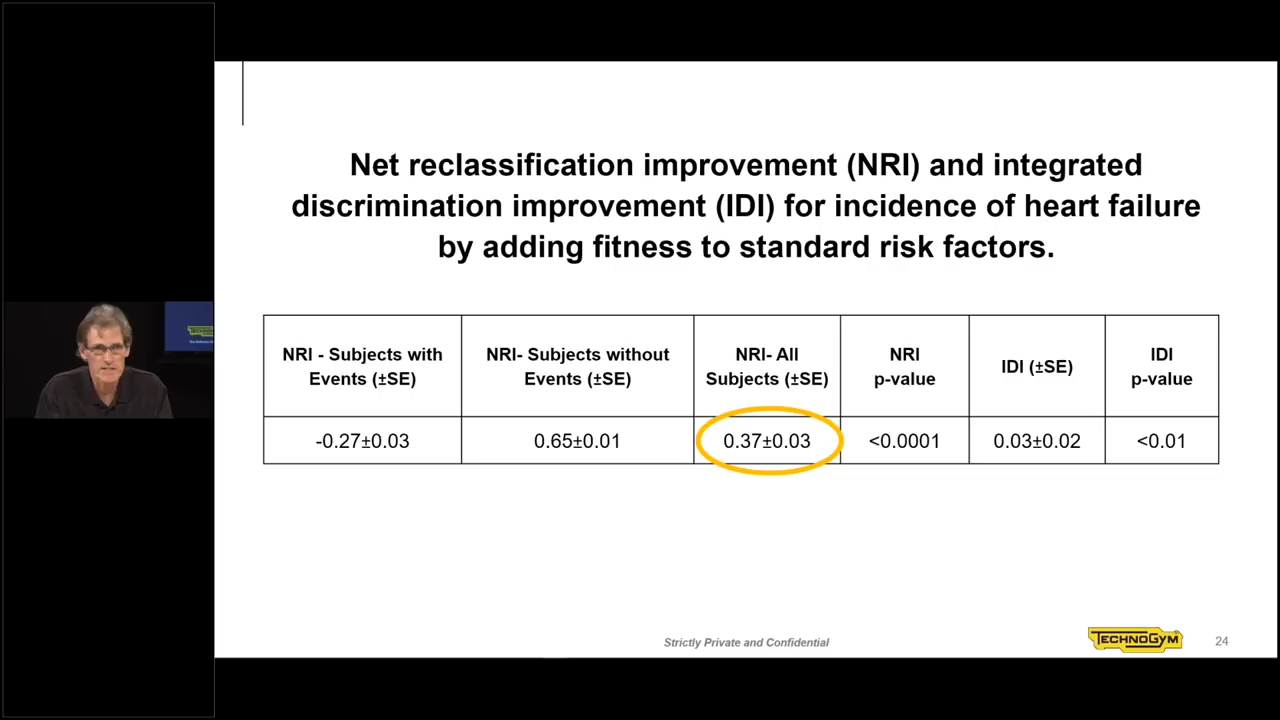 Net reclassification improvement (NRI) and integrated
discrimination improvement (IDI) for incidence of heart failure
by adding fitness to standard risk factors.
NRI - Subjects with
Events (±SE)
NRI- Subjects without
Events (±SE)
NRI- All
Subjects (±SE)
NRI
p-value
IDI (±SE)
IDI
p-value
-0.27±0.03
0.65±0.01
0.37±0.03
<0.0001
0.03±0.02
<0.01
Strictly Private and Confidential
TECHNOGYM
24